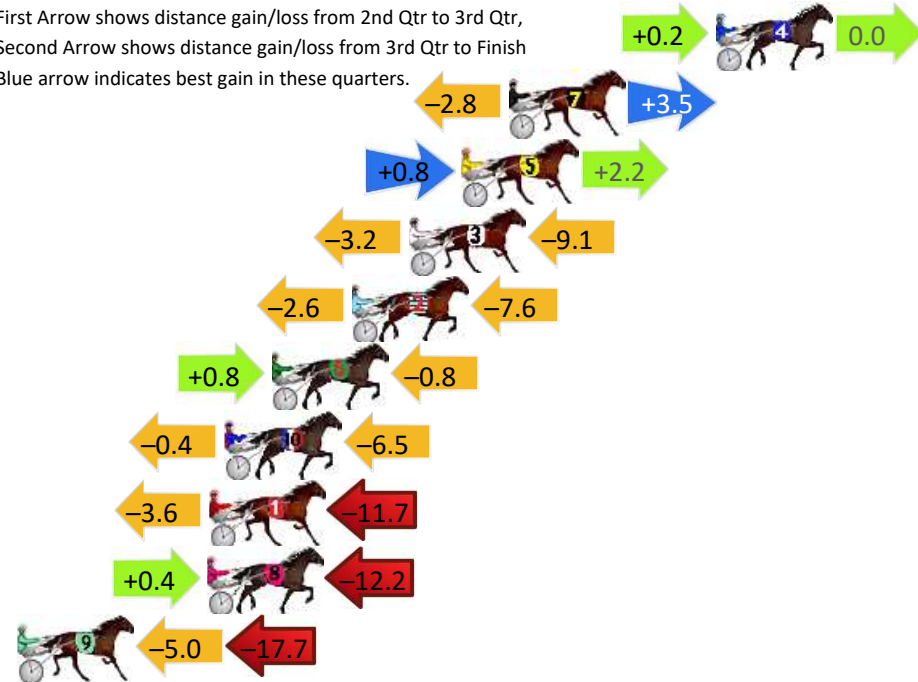 First Arrow shows distance gain/loss from 2nd Qtr to 3rd Qtr,
Second Arrow shows distance gain/loss from 3rd Qtr to Finish
Blue arrow indicates best gain in these quarters.
+0.2 4 0.0
–2.8 7 +3.5
+0.8 5 +2.2
–3.2 3 –9.1
–2.6 –7.6
+0.8 –0.8
–0.4 10 –6.5
–3.6 1 –11.7
+0.4 8 –12.2
9 –5.0 –17.7